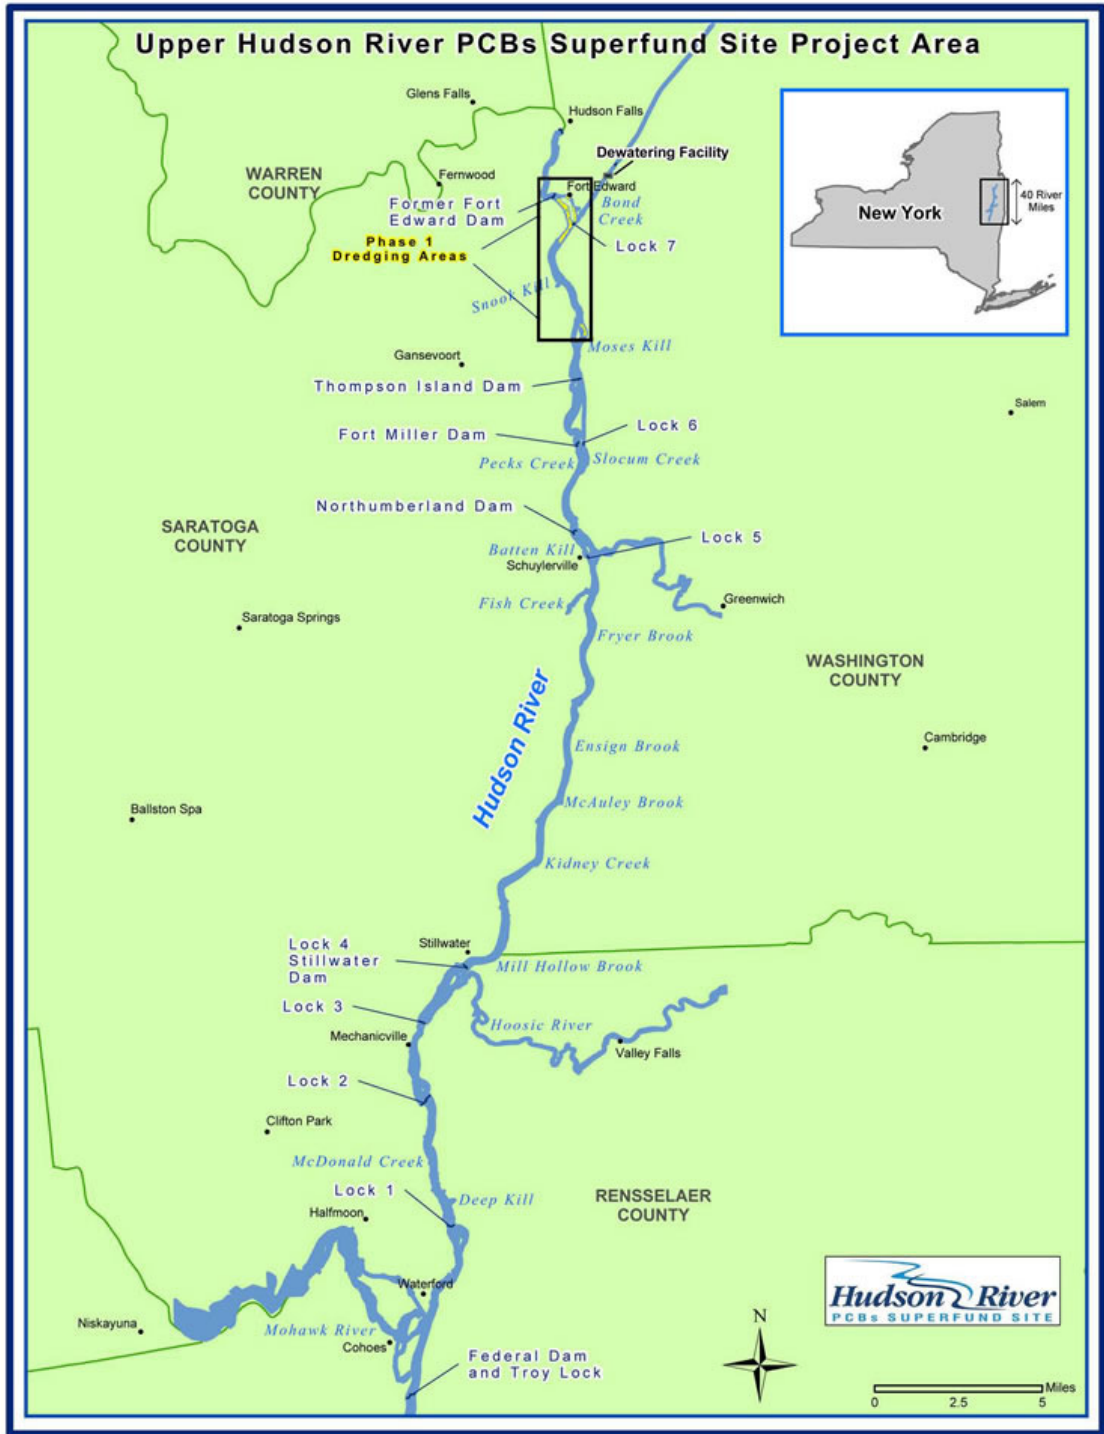 Upper Hudson River PCBs Superfund Site Project Area
Glens Falls
Hudson Falls
Dewatering Facility
WARREN
COUNTY
Fernwood
Fort Edward
Former Fort
Edward Dam
Bond
Creek
Lock 7
Phase 1
Dredging Areas
Snook Kill
New York
40 River
Miles
Moses Kill
Gansevoort
Thompson Island Dam
Salem
Lock 6
Fort Miller Dam
Pecks Creek
Slocum Creek
Northumberland Dam
SARATOGA
COUNTY
Lock 5
Batten Kill
Schuylerville
Fish Creek
Greenwich
Saratoga Springs
Fryer Brook
WASHINGTON
COUNTY
Hudson River
Ensign Brook
Cambridge
McAuley Brook
Ballston Spa
Kidney Creek
Stillwater
Lock 4
Stillwater
Dam
Mill Hollow Brook
Lock 3
Hoosic River
Mechanicville
Valley Falls
Lock 2
Clifton Park
McDonald Creek
Lock 1
Deep Kill
RENSSELAER
COUNTY
Halfmoon
Waterford
Niskayuna
Mohawk River
Cohoes
Federal Dam
and Troy Lock
Hudson River
PCBs SUPERFUND SITE
N
Miles
0 2.5 5